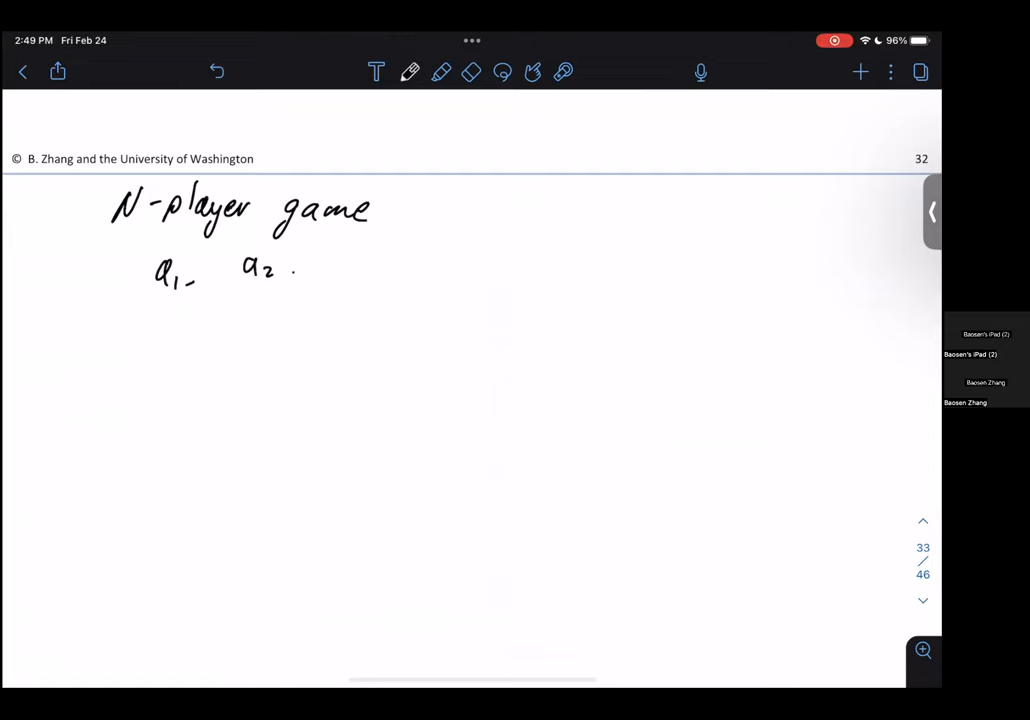 2:49 PM Fri Feb 24
96%
© B. Zhang and the University of Washington
32
N-player game
a₁, a₂ .
Baosen's iPad (2)
Baosen's iPad (2)
Baosen Zhang
Baosen Zhang
33
/
46